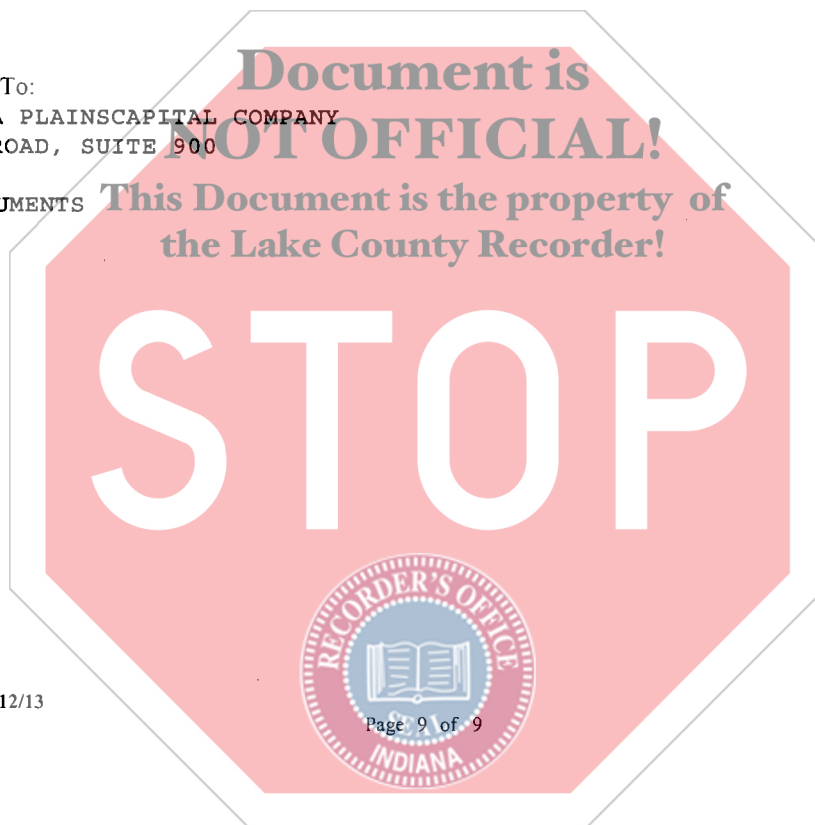 To:
Document is
A PLAINSCAPITAL COMPANY
ROAD, SUITE 900
NOT OFFICIAL!
UMENTS
This Document is the property of
the Lake County Recorder!
STOP
RECORDER'S OFFICE
SEAL
12/13
Page 9 of 9
INDIANA